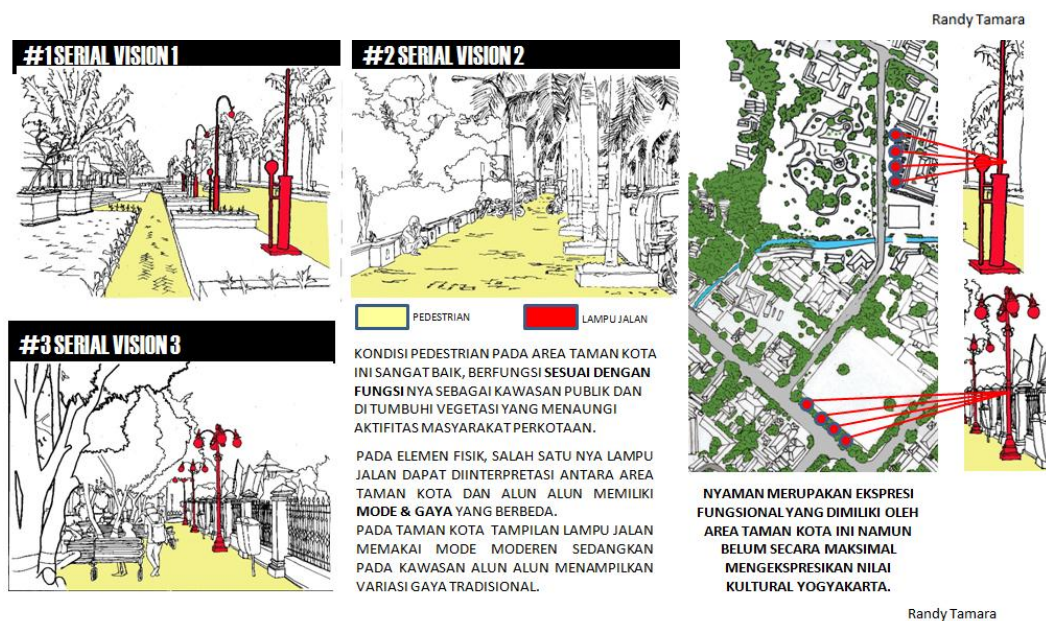 Randy Tamara
#1 SERIAL VISION 1
#2 SERIAL VISION 2
PEDESTRIAN
LAMPU JALAN
#3 SERIAL VISION 3
KONDISI PEDESTRIAN PADA AREA TAMAN KOTA
INI SANGAT BAIK, BERFUNGSI SESUAI DENGAN
FUNGSI NYA SEBAGAI KAWASAN PUBLIK DAN
DI TUMBUHI VEGETASI YANG MENAUNGI
AKTIFITAS MASYARAKAT PERKOTAAN.
PADA ELEMEN FISIK, SALAH SATU NYA LAMPU
JALAN DAPAT DIINTERPRETASI ANTARA AREA
TAMAN KOTA DAN ALUN ALUN MEMILIKI
MODE & GAYA YANG BERBEDA.
PADA TAMAN KOTA TAMPILAN LAMPU JALAN
MEMAKAI MODE MODEREN SEDANGKAN
PADA KAWASAN ALUN ALUN MENAMPILKAN
VARIASI GAYA TRADISIONAL.
NYAMAN MERUPAKAN EKSPRESI
FUNGSIONAL YANG DIMILIKI OLEH
AREA TAMAN KOTA INI NAMUN
BELUM SECARA MAKSIMAL
MENGEKSPRESIKAN NILAI
KULTURAL YOGYAKARTA.
Randy Tamara